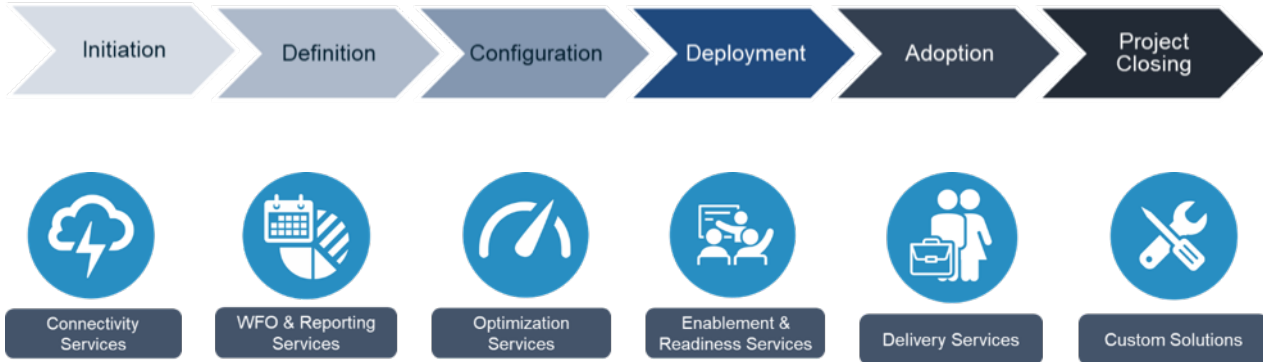 Initiation
Definition
Configuration
Deployment
Adoption
Project
Closing
Connectivity
Services
WFO & Reporting
Services
Optimization
Services
Enablement &
Readiness Services
Delivery Services
Custom Solutions